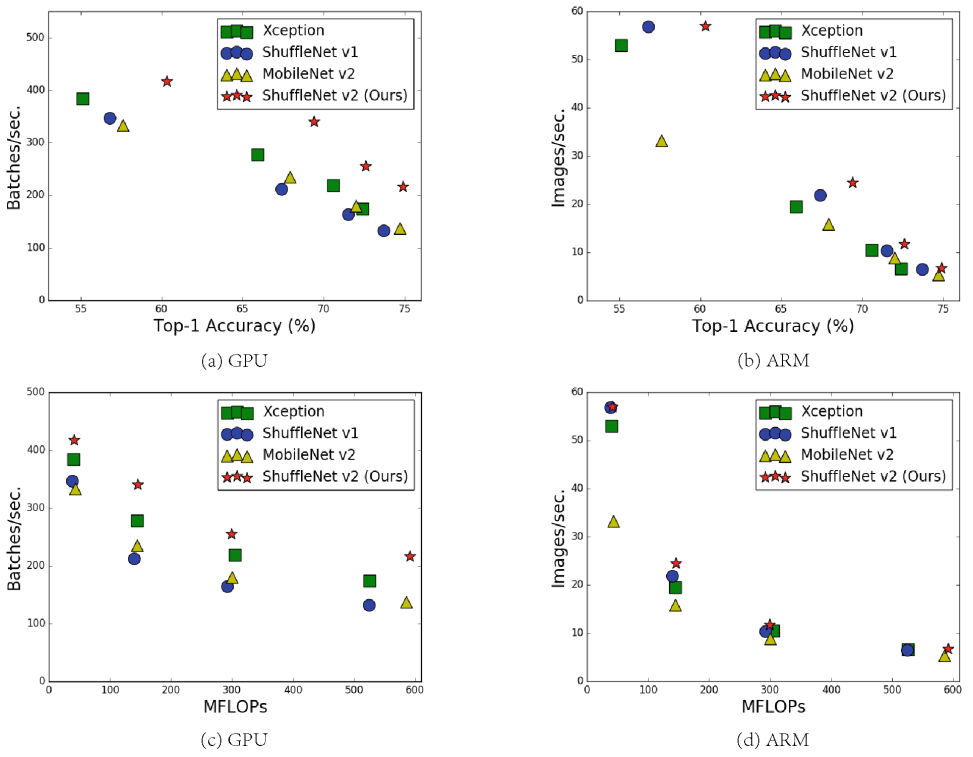 500
400
300
200
100
0
55
60
65
70
75
Batches/sec.
Top-1 Accuracy (%)
Xception
ShuffleNet v1
MobileNet v2
ShuffleNet v2 (Ours)
(a) GPU
60
50
40
30
20
10
0
55
60
65
70
75
Images/sec.
Top-1 Accuracy (%)
Xception
ShuffleNet v1
MobileNet v2
ShuffleNet v2 (Ours)
(b) ARM
500
400
300
200
100
0
0
100
200
300
400
500
600
Batches/sec.
MFLOPs
Xception
ShuffleNet v1
MobileNet v2
ShuffleNet v2 (Ours)
(c) GPU
60
50
40
30
20
10
0
0
100
200
300
400
500
600
Images/sec.
MFLOPs
Xception
ShuffleNet v1
MobileNet v2
ShuffleNet v2 (Ours)
(d) ARM